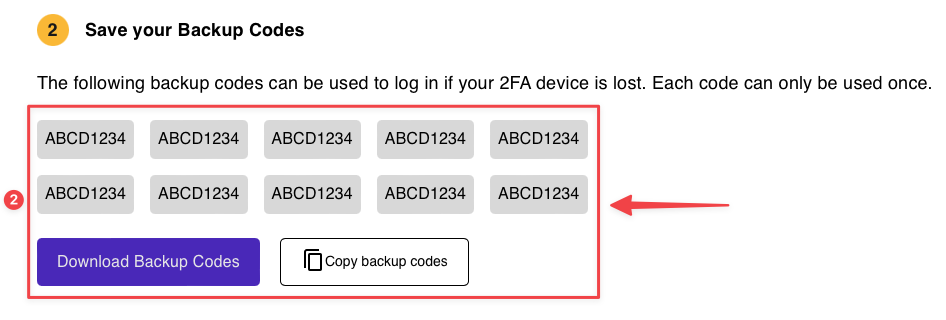 2 Save your Backup Codes
The following backup codes can be used to log in if your 2FA device is lost. Each code can only be used once.
ABCD1234 ABCD1234 ABCD1234 ABCD1234 ABCD1234
2 ABCD1234 ABCD1234 ABCD1234 ABCD1234 ABCD1234
Download Backup Codes Copy backup codes